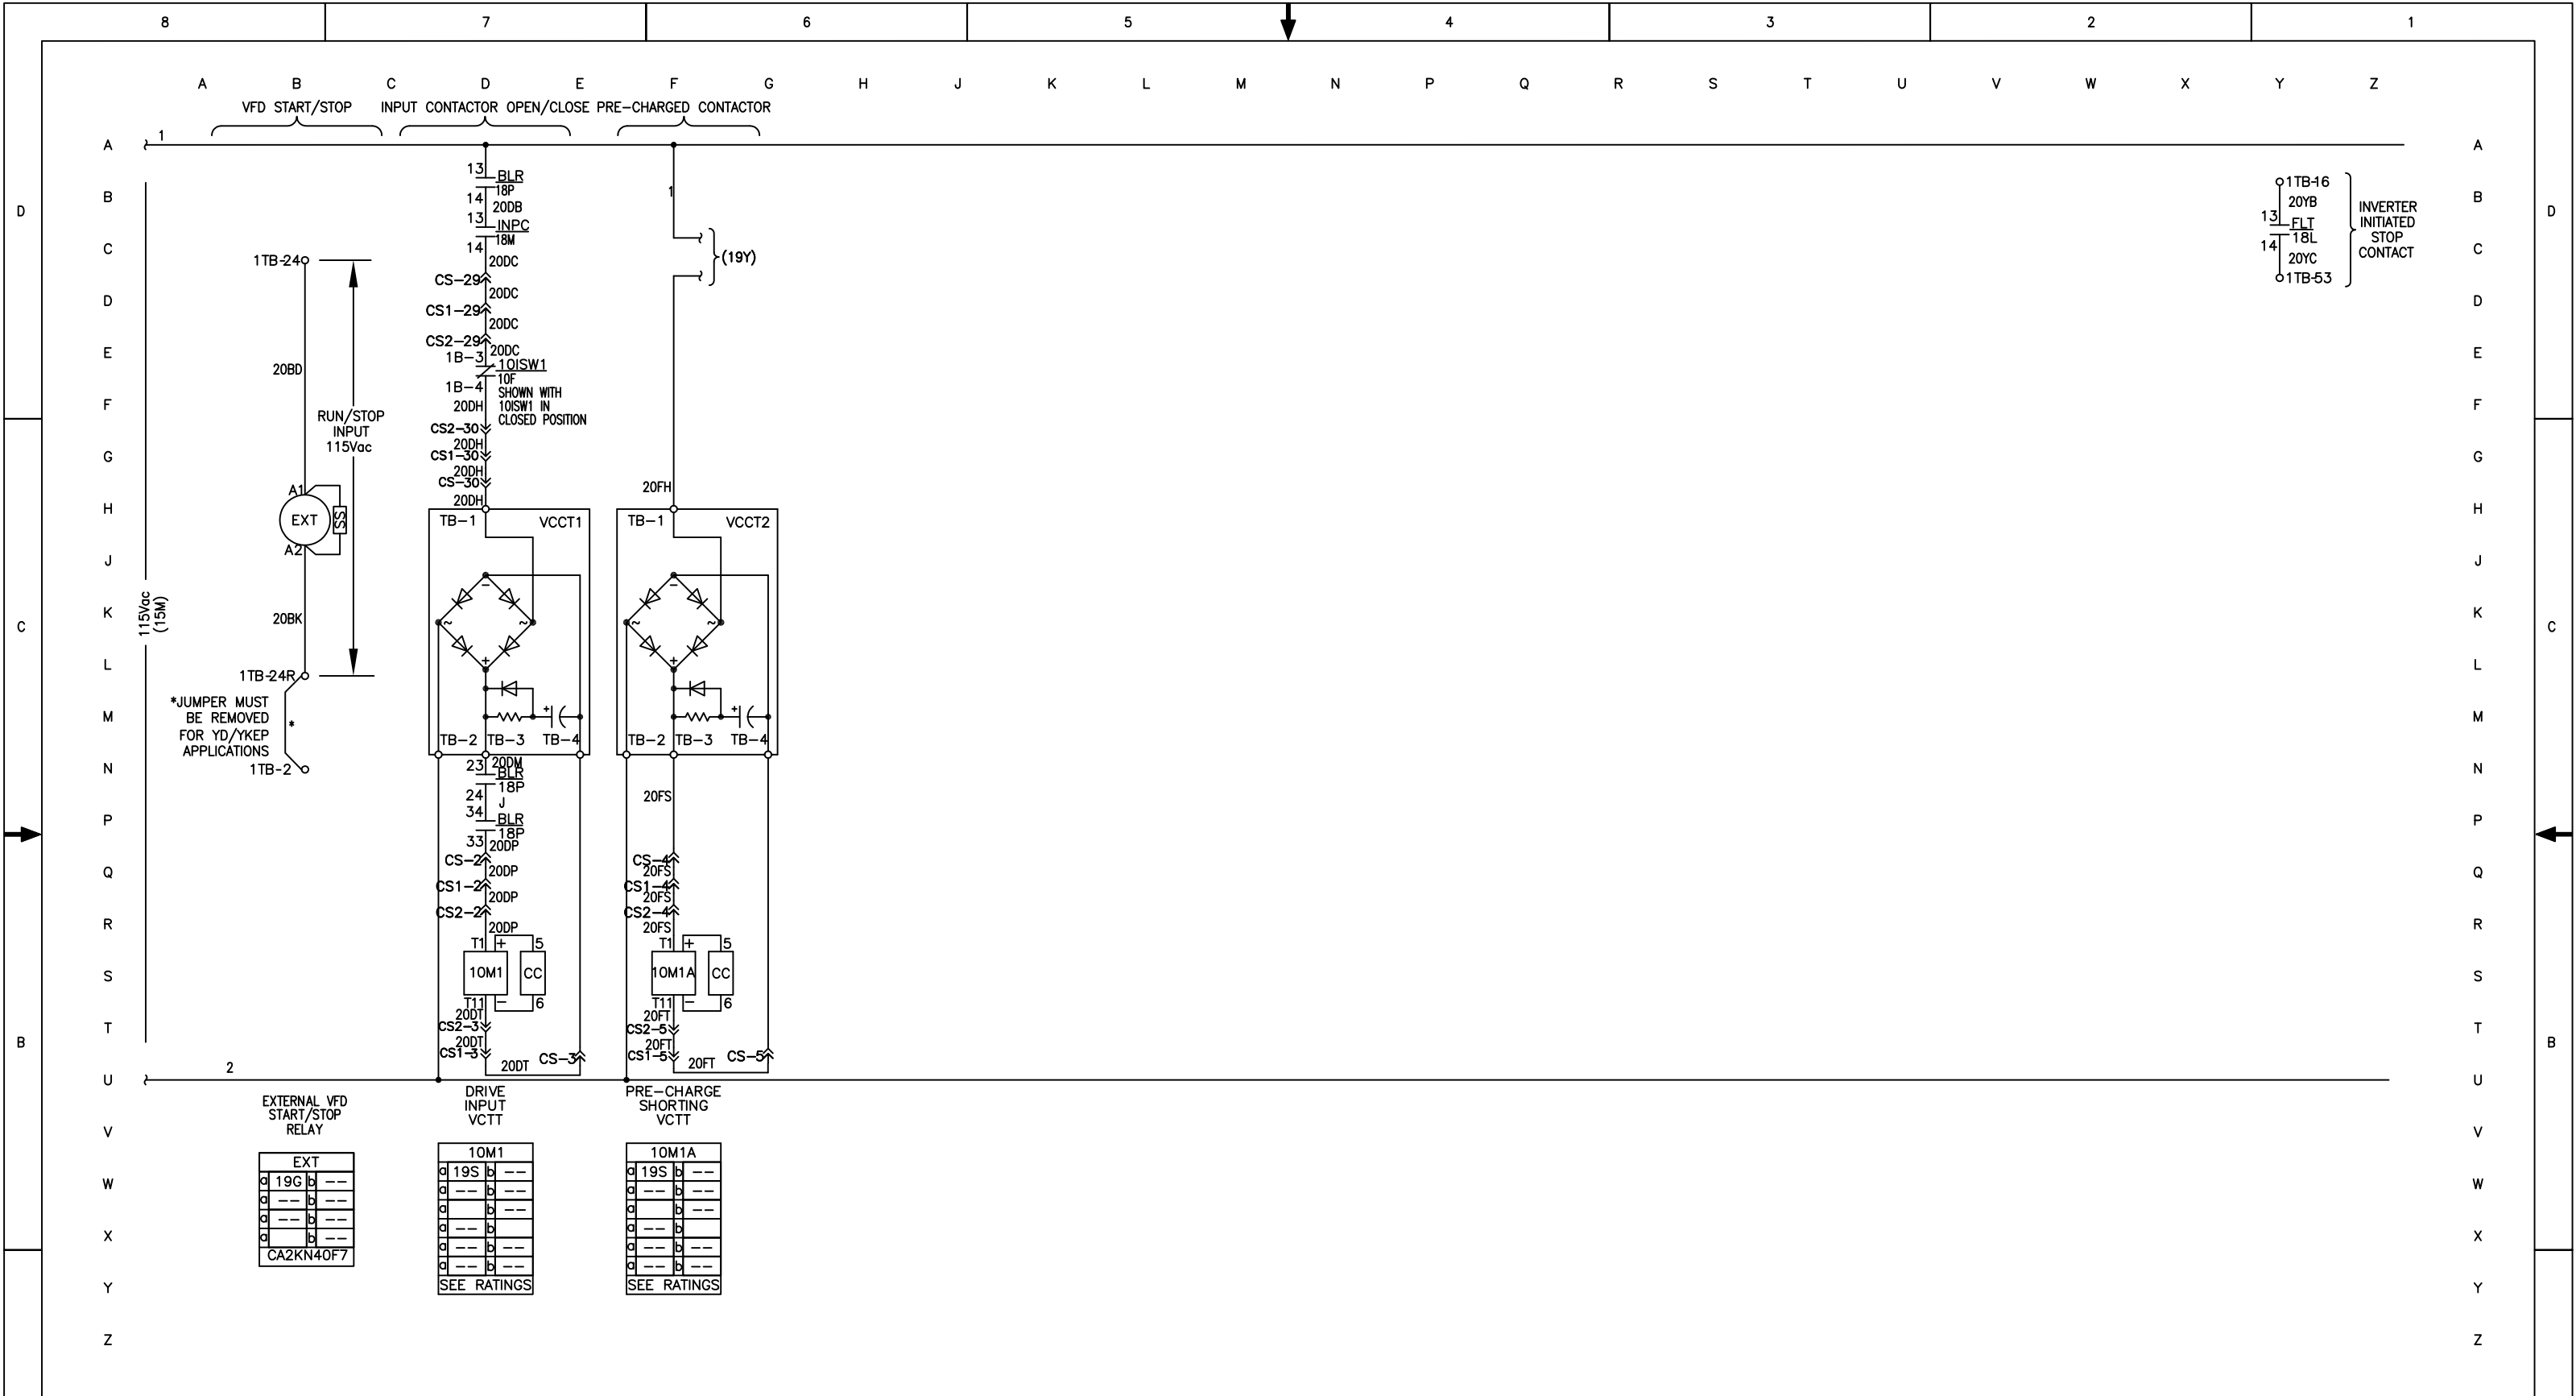 8 7 6 5 4 3 2 1
A B C D E F G H J K L M N P Q R S T U V W X Y Z
VFD START/STOP
INPUT CONTACTOR OPEN/CLOSE
PRE-CHARGED CONTACTOR
D
C
B
A
B
C
D
E
F
G
H
J
K
L
M
N
P
Q
R
S
T
U
V
W
X
Y
Z
1
115Vac
(15M)
2
1TB-24
20BD
RUN/STOP
INPUT
115Vac
A1
EXT
SS
A2
20BK
1TB-24R
*JUMPER MUST
BE REMOVED
FOR YD/YKEP
APPLICATIONS
*
1TB-2
EXTERNAL VFD
START/STOP
RELAY
EXT
a 19G b --
a -- b --
a -- b --
a b --
CA2KN40F7
13
BLR
18P
14
20DB
13
INPC
18M
14
20DC
CS-29
20DC
CS1-29
20DC
CS2-29
20DC
1B-3
10ISW1
10F
1B-4
SHOWN WITH
10ISW1 IN
CLOSED POSITION
20DH
CS2-30
20DH
CS1-30
20DH
CS-30
20DH
TB-1 VCCT1
-
~ ~
+
+
TB-2 TB-3 TB-4
20DM
23
BLR
18P
24
J
34
BLR
18P
33
20DP
CS-2
20DP
CS1-2
20DP
CS2-2
20DP
T1 + 5
10M1 CC
T11 - 6
20DT
CS2-3
20DT
CS1-3
20DT
CS-3
DRIVE
INPUT
VCTT
10M1
a 19S b --
a -- b --
a b --
a -- b
a -- b --
a -- b --
SEE RATINGS
1
(19Y)
20FH
TB-1 VCCT2
-
~ ~
+
+
TB-2 TB-3 TB-4
20FS
CS-4
20FS
CS1-4
20FS
CS2-4
20FS
T1 + 5
10M1A CC
T11 - 6
20FT
CS2-5
20FT
CS1-5
20FT
CS-5
PRE-CHARGE
SHORTING
VCTT
10M1A
a 19S b --
a -- b --
a b --
a -- b
a -- b --
a -- b --
SEE RATINGS
1TB-16
20YB
13
FLT
18L
14
20YC
1TB-53
INVERTER
INITIATED
STOP
CONTACT
A
B
C
D
E
F
G
H
J
K
L
M
N
P
Q
R
S
T
U
V
W
X
Y
Z
D
C
B